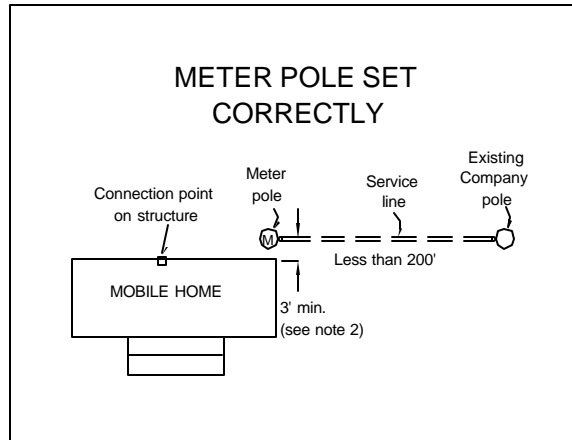 METER POLE SET
CORRECTLY
Existing
Company
pole
Meter
pole
Service
line
Connection point
on structure
M
Less than 200'
MOBILE HOME
3' min.
(see note 2)